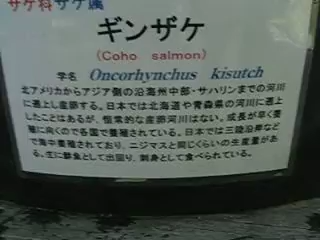 サケ科サケ属
ギンザケ
(Coho salmon)
学名 Oncorhynchus kisutch
北アメリカからアジア側の沿海州中部・サハリンまでの河川
に遡上し産卵する。日本では北海道や青森県の河川に遡上
したことはあるが、恒常的な産卵河川はない。成長が早く養
殖に向くので各国で養殖されている。日本では三陸沿岸など
で海中養殖されており、ニジマスと同じくらいの生産量があ
る。主に鮮魚として出回り、刺身として食べられている。